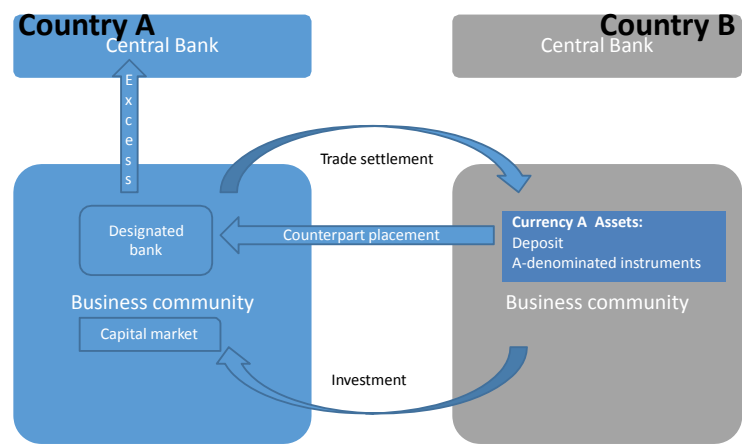 Country A
Country B
Central Bank
Central Bank
Excess
Trade settlement
Designated
bank
Counterpart placement
Currency A Assets:
Deposit
A-denominated instruments
Business community
Business community
Capital market
Investment